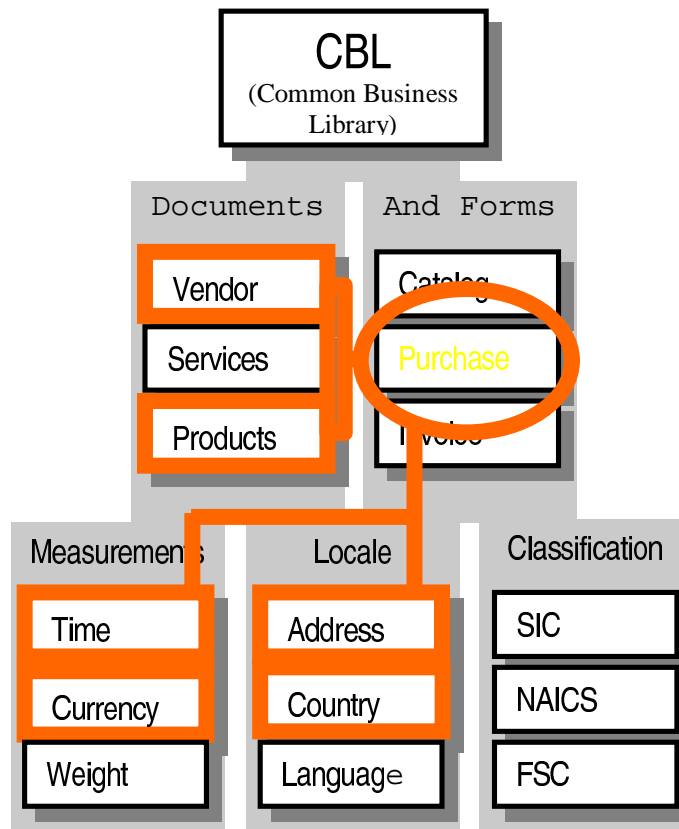 CBL
(Common Business
Library)
Documents
And Forms
Vendor
Services
Products
Catalog
Purchase
Invoice
Measurements
Locale
Classification
Time
Currency
Weight
Address
Country
Language
SIC
NAICS
FSC